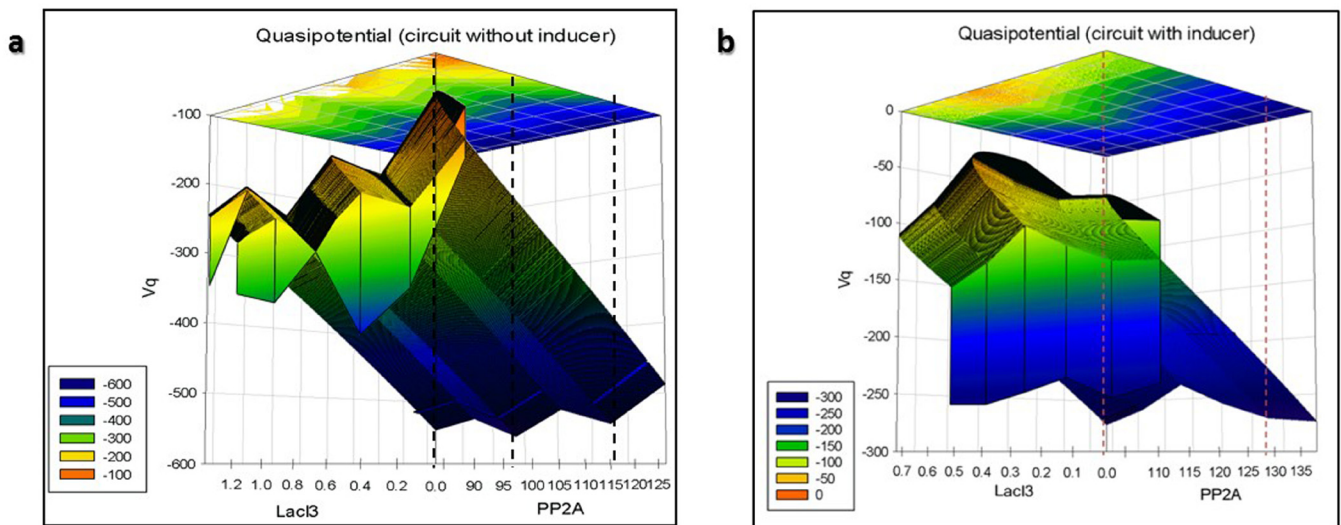 a
Quasipotential (circuit without inducer)
-100
-200
-300
-400
-500
-600
Vq
-600
-500
-400
-300
-200
-100
1.2 1.0 0.8 0.6 0.4 0.2 0.0 90 95 100 105 110 115 120 125
LacI3
PP2A
b
Quasipotential (circuit with inducer)
0
-50
-100
-150
-200
-250
-300
Vq
-300
-250
-200
-150
-100
-50
0
0.7 0.6 0.5 0.4 0.3 0.2 0.1 0.0 110 115 120 125 130 135
LacI3
PP2A